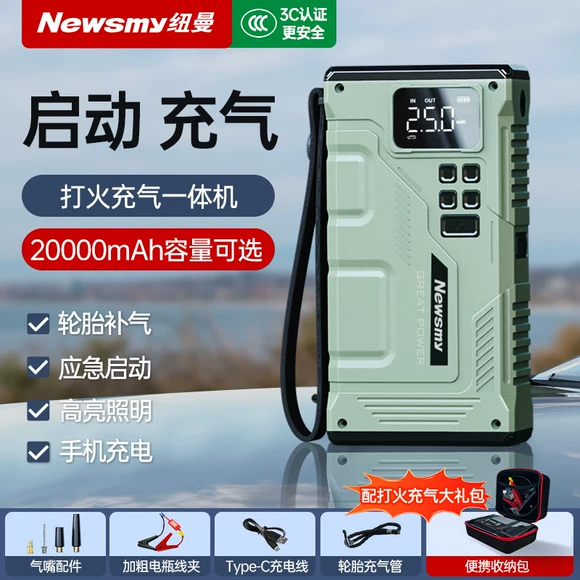 Newsmy纽曼
CCC
3C认证
更安全
启动 充气
打火充气一体机
20000mAh容量可选
轮胎补气
应急启动
高亮照明
手机充电
IN OUT
2.5.0
BAR
Newsmy
GREAT POWER
配打火充气大礼包
气嘴配件
加粗电瓶线夹
Type-C充电线
轮胎充气管
便携收纳包